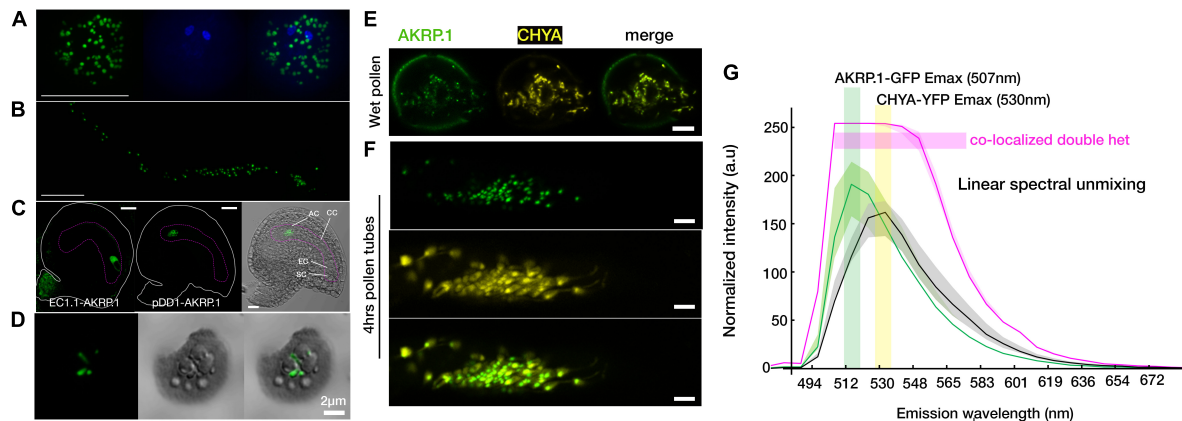 A
B
C
EC1.1-AKRP.1
pDD1-AKRP.1
AC
CC
EC
SC
D
2μm
E
AKRP.1
CHYA
merge
Wet pollen
F
4hrs pollen tubes
G
AKRP.1-GFP Emax (507nm)
CHYA-YFP Emax (530nm)
co-localized double het
Linear spectral unmixing
Normalized intensity (a.u)
250
200
150
100
50
0
494 512 530 548 565 583 601 619 636 654 672
Emission wavelength (nm)